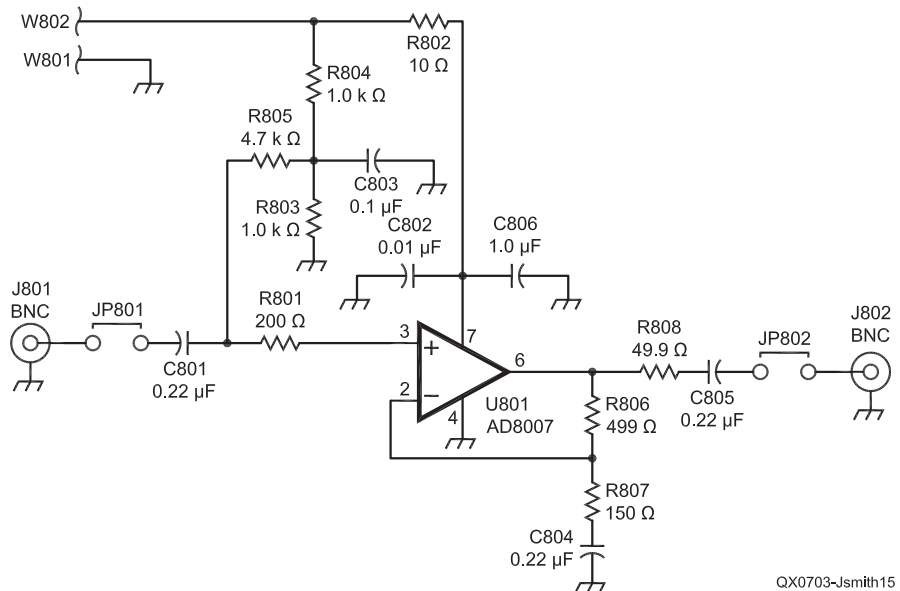 W802
W801
R802
10 Ω
R804
1.0 k Ω
R805
4.7 k Ω
C803
0.1 µF
R803
1.0 k Ω
C802
0.01 µF
C806
1.0 µF
J801
BNC
JP801
R801
200 Ω
C801
0.22 µF
3
+
7
2
−
4
6
U801
AD8007
R808
49.9 Ω
JP802
J802
BNC
C805
0.22 µF
R806
499 Ω
R807
150 Ω
C804
0.22 µF
QX0703-Jsmith15